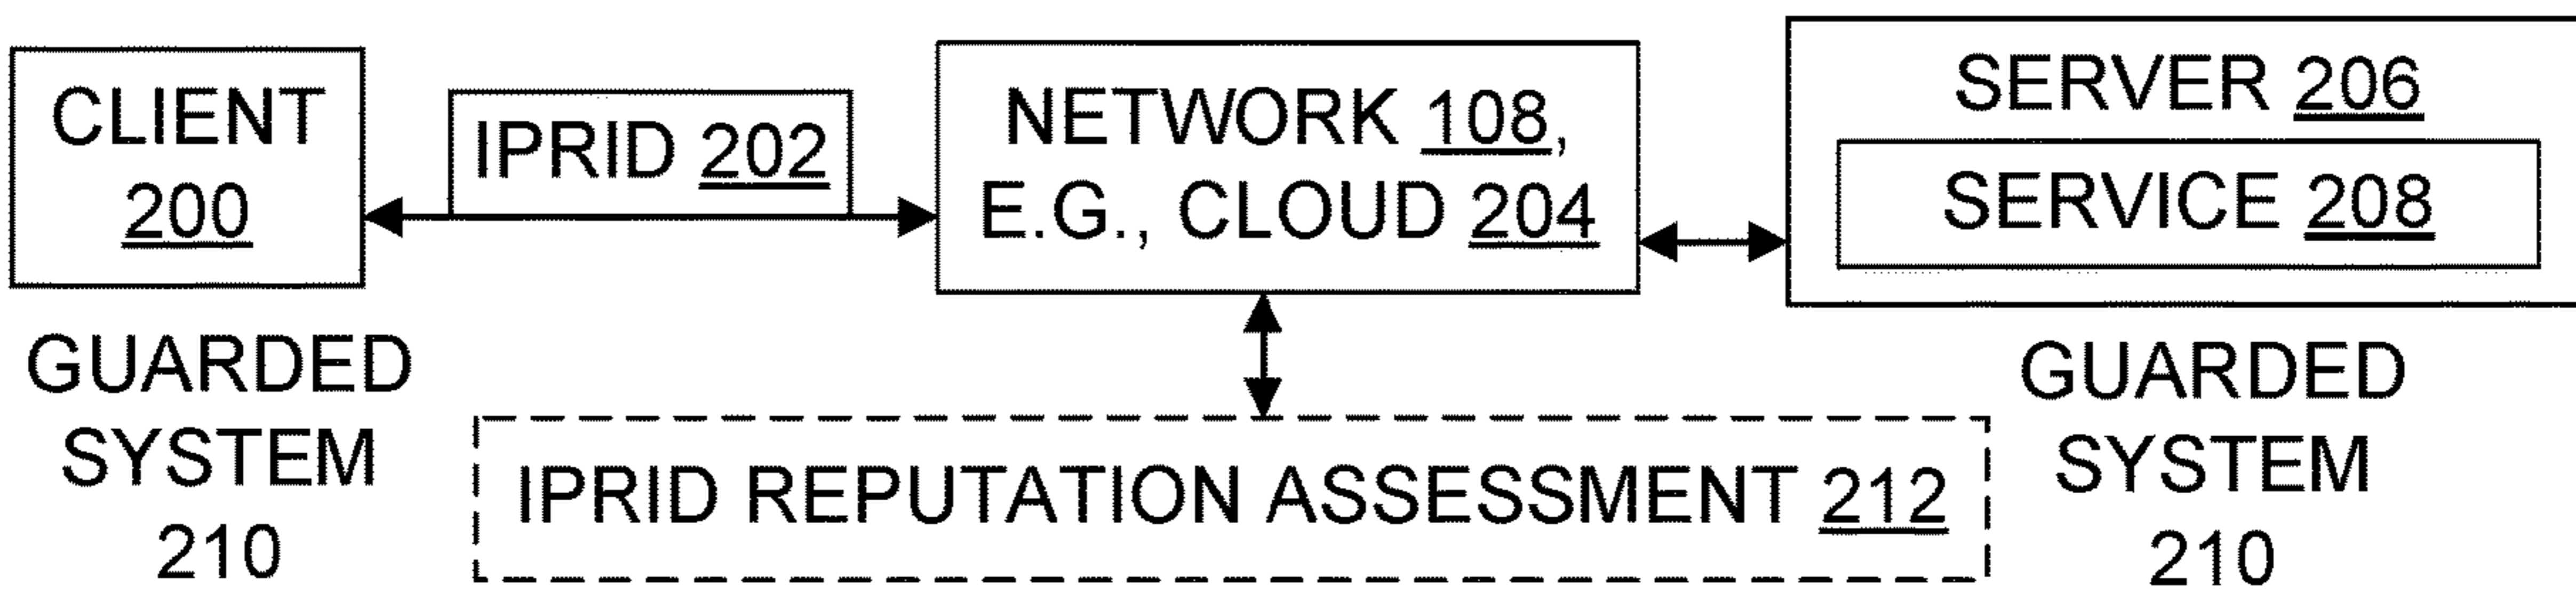 CLIENT
200
IPRID 202
NETWORK 108,
E.G., CLOUD 204
SERVER 206
SERVICE 208
GUARDED
SYSTEM
210
IPRID REPUTATION ASSESSMENT 212
GUARDED
SYSTEM
210